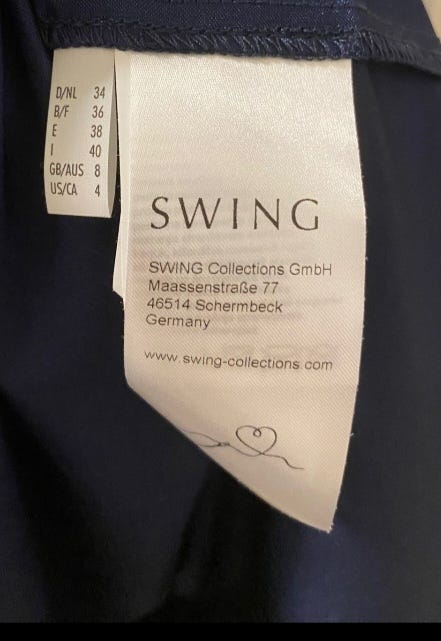 D/NL 34
B/F 36
E 38
I 40
GB/AUS 8
US/CA 4
SWING
SWING Collections GmbH
Maassenstraße 77
46514 Schermbeck
Germany
www.swing-collections.com